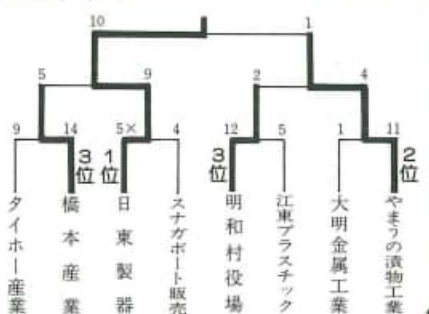 10 1
5 9 2 4
9 14 5× 4 12 5 1 11
3位 1位 3位 2位
タイホー産業
橋本産業
日東製器
スナガボート販売
明和村役場
江東プラスチック
大明金属工業
やまうの漬物工業